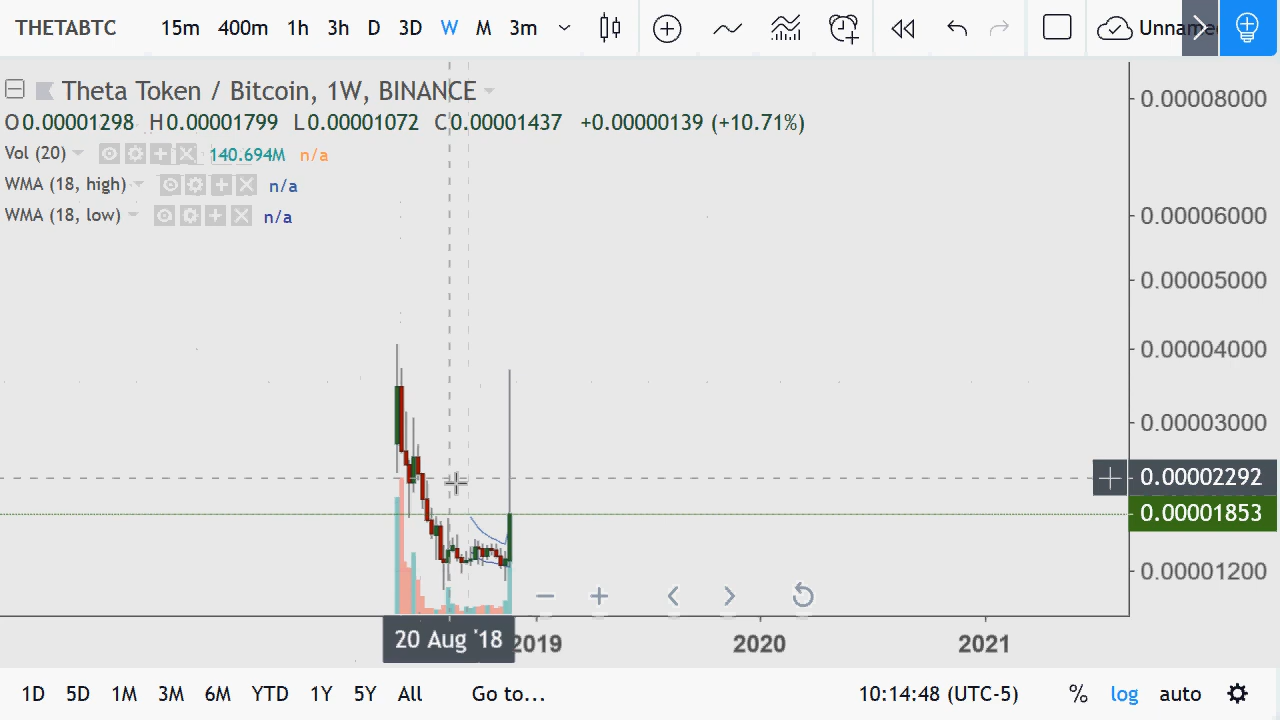 THETABTC 15m 400m 1h 3h D 3D W M 3m Unname
Theta Token / Bitcoin, 1W, BINANCE
O0.00001298 H0.00001799 L0.00001072 C0.00001437 +0.00000139 (+10.71%)
Vol (20) 140.694M n/a
WMA (18, high) n/a
WMA (18, low) n/a
0.00008000
0.00006000
0.00005000
0.00004000
0.00003000
0.00002292
0.00001853
0.00001200
20 Aug '18 2019 2020 2021
1D 5D 1M 3M 6M YTD 1Y 5Y All Go to... 10:14:48 (UTC-5) % log auto